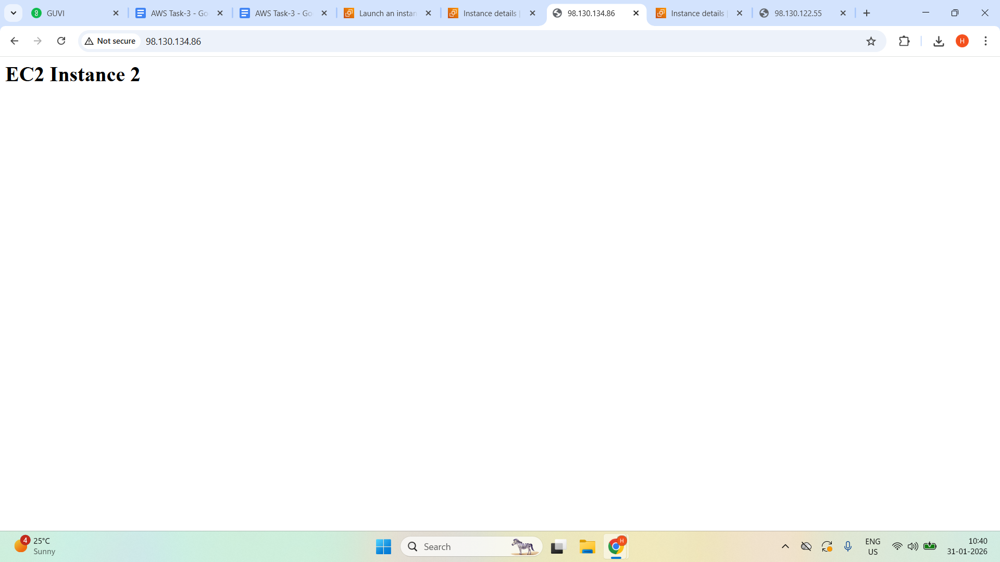 GUVI
AWS Task-3 - Go
AWS Task-3 - Go
Launch an instan
Instance details |
98.130.134.86
Instance details |
98.130.122.55
Not secure
98.130.134.86
H
EC2 Instance 2
4
25°C
Sunny
Search
H
ENG
US
10:40
31-01-2026